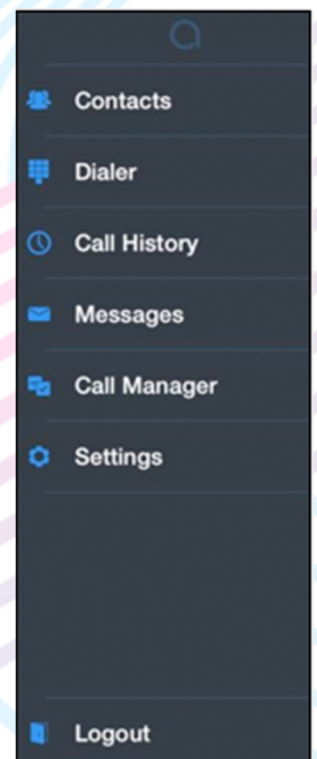 Contacts
Dialer
Call History
Messages
Call Manager
Settings
Logout